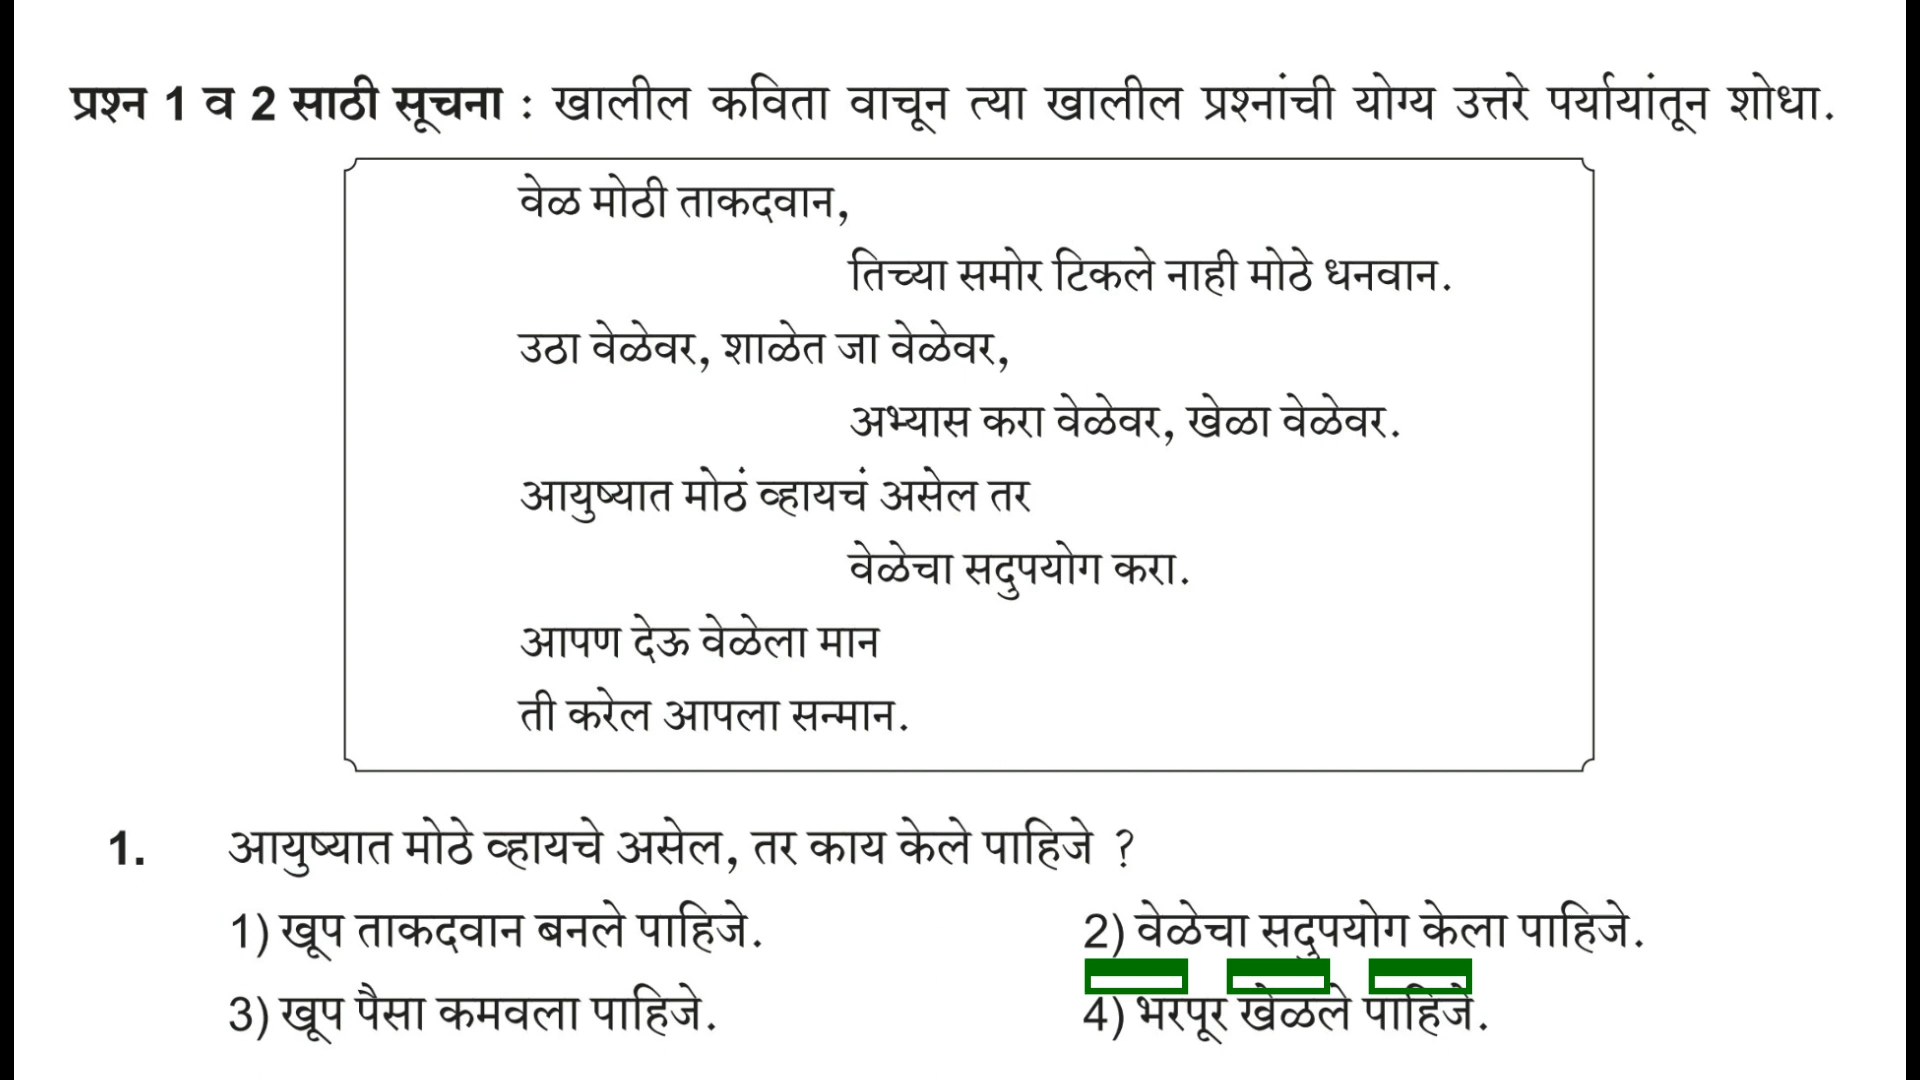 प्रश्न 1 व 2 साठी सूचना : खालील कविता वाचून त्या खालील प्रश्नांची योग्य उत्तरे पर्यायांतून शोधा.
वेळ मोठी ताकदवान,
तिच्या समोर टिकले नाही मोठे धनवान.
उठा वेळेवर, शाळेत जा वेळेवर,
अभ्यास करा वेळेवर, खेळा वेळेवर.
आयुष्यात मोठं व्हायचं असेल तर
वेळेचा सदुपयोग करा.
आपण देऊ वेळेला मान
ती करेल आपला सन्मान.
1. आयुष्यात मोठे व्हायचे असेल, तर काय केले पाहिजे ?
1) खूप ताकदवान बनले पाहिजे. 2) वेळेचा सदुपयोग केला पाहिजे.
3) खूप पैसा कमवला पाहिजे. 4) भरपूर खेळले पाहिजे.